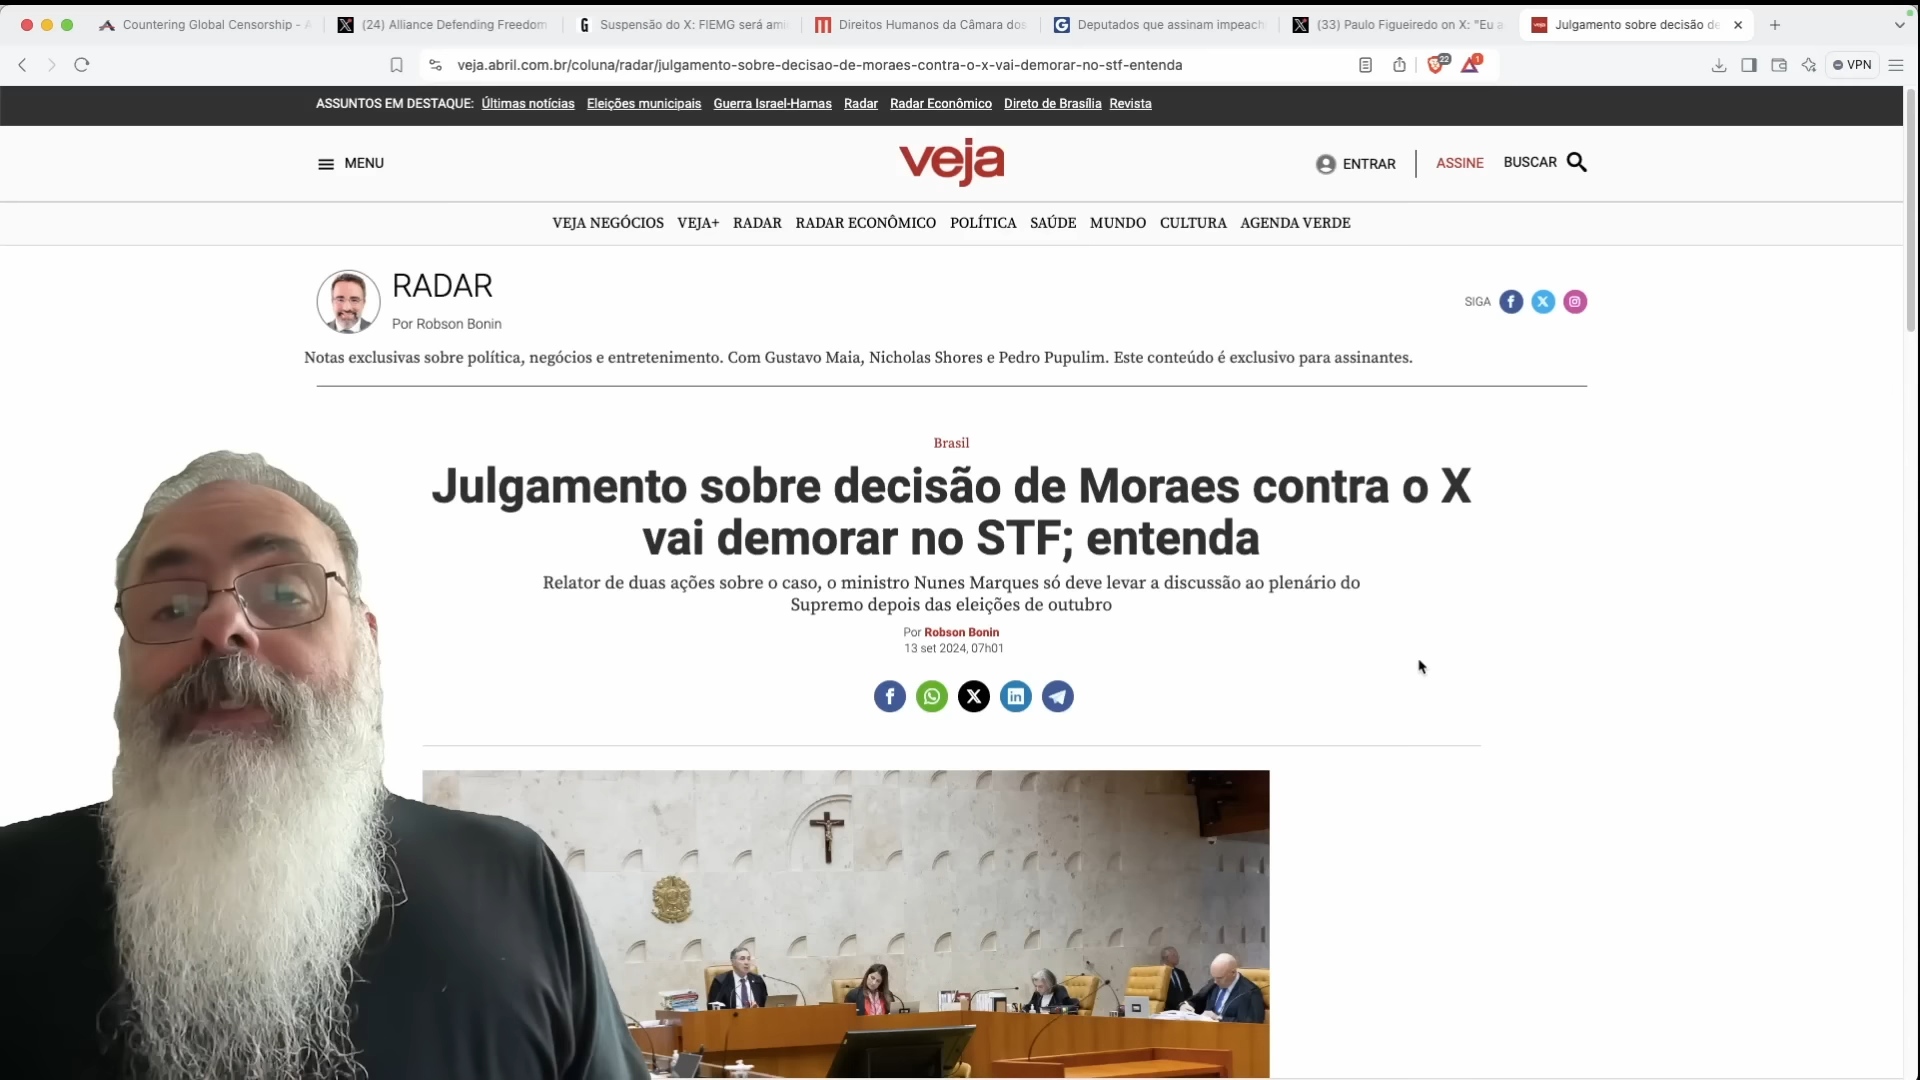 Countering Global Censorship - A
(24) Alliance Defending Freedom
Suspensão do X: FIEMG será ami
Direitos Humanos da Câmara dos
Deputados que assinam impeach
(33) Paulo Figueiredo on X: "Eu a
Julgamento sobre decisão de
veja.abril.com.br/coluna/radar/julgamento-sobre-decisao-de-moraes-contra-o-x-vai-demorar-no-stf-entenda
22
1
VPN
ASSUNTOS EM DESTAQUE: Últimas notícias Eleições municipais Guerra Israel-Hamas Radar Radar Econômico Direto de Brasília Revista
MENU
veja
ENTRAR
ASSINE
BUSCAR
VEJA NEGÓCIOS VEJA+ RADAR RADAR ECONÔMICO POLÍTICA SAÚDE MUNDO CULTURA AGENDA VERDE
RADAR
Por Robson Bonin
SIGA
Notas exclusivas sobre política, negócios e entretenimento. Com Gustavo Maia, Nicholas Shores e Pedro Pupulim. Este conteúdo é exclusivo para assinantes.
Brasil
Julgamento sobre decisão de Moraes contra o X
vai demorar no STF; entenda
Relator de duas ações sobre o caso, o ministro Nunes Marques só deve levar a discussão ao plenário do
Supremo depois das eleições de outubro
Por Robson Bonin
13 set 2024, 07h01